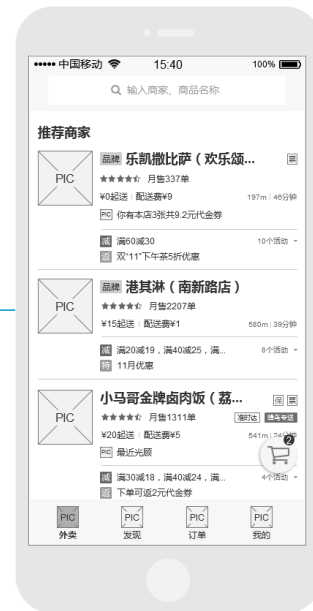 中国移动 15:40 100%
输入商家、商品名称
推荐商家
PIC
品牌 乐凯撒比萨（欢乐颂... 票
月售337单
¥0起送 | 配送费¥9 197m | 46分钟
PIC 你有本店3张共9.2元代金券
减 满60减30 10个活动
返 双“11”下午茶5折优惠
PIC
品牌 港其淋（南新路店）
月售2207单
¥15起送 | 配送费¥1 580m | 39分钟
减 满20减19，满40减25，满... 8个活动
特 11月优惠
PIC
小马哥金牌卤肉饭（荔... 保 票
月售1311单 准时达 蜂鸟专送
¥20起送 | 配送费¥5 541m
PIC 最近光顾
2
减 满30减18，满40减24，满... 4个活动
返 下单可返2元代金券
PIC PIC PIC PIC
外卖 发现 订单 我的